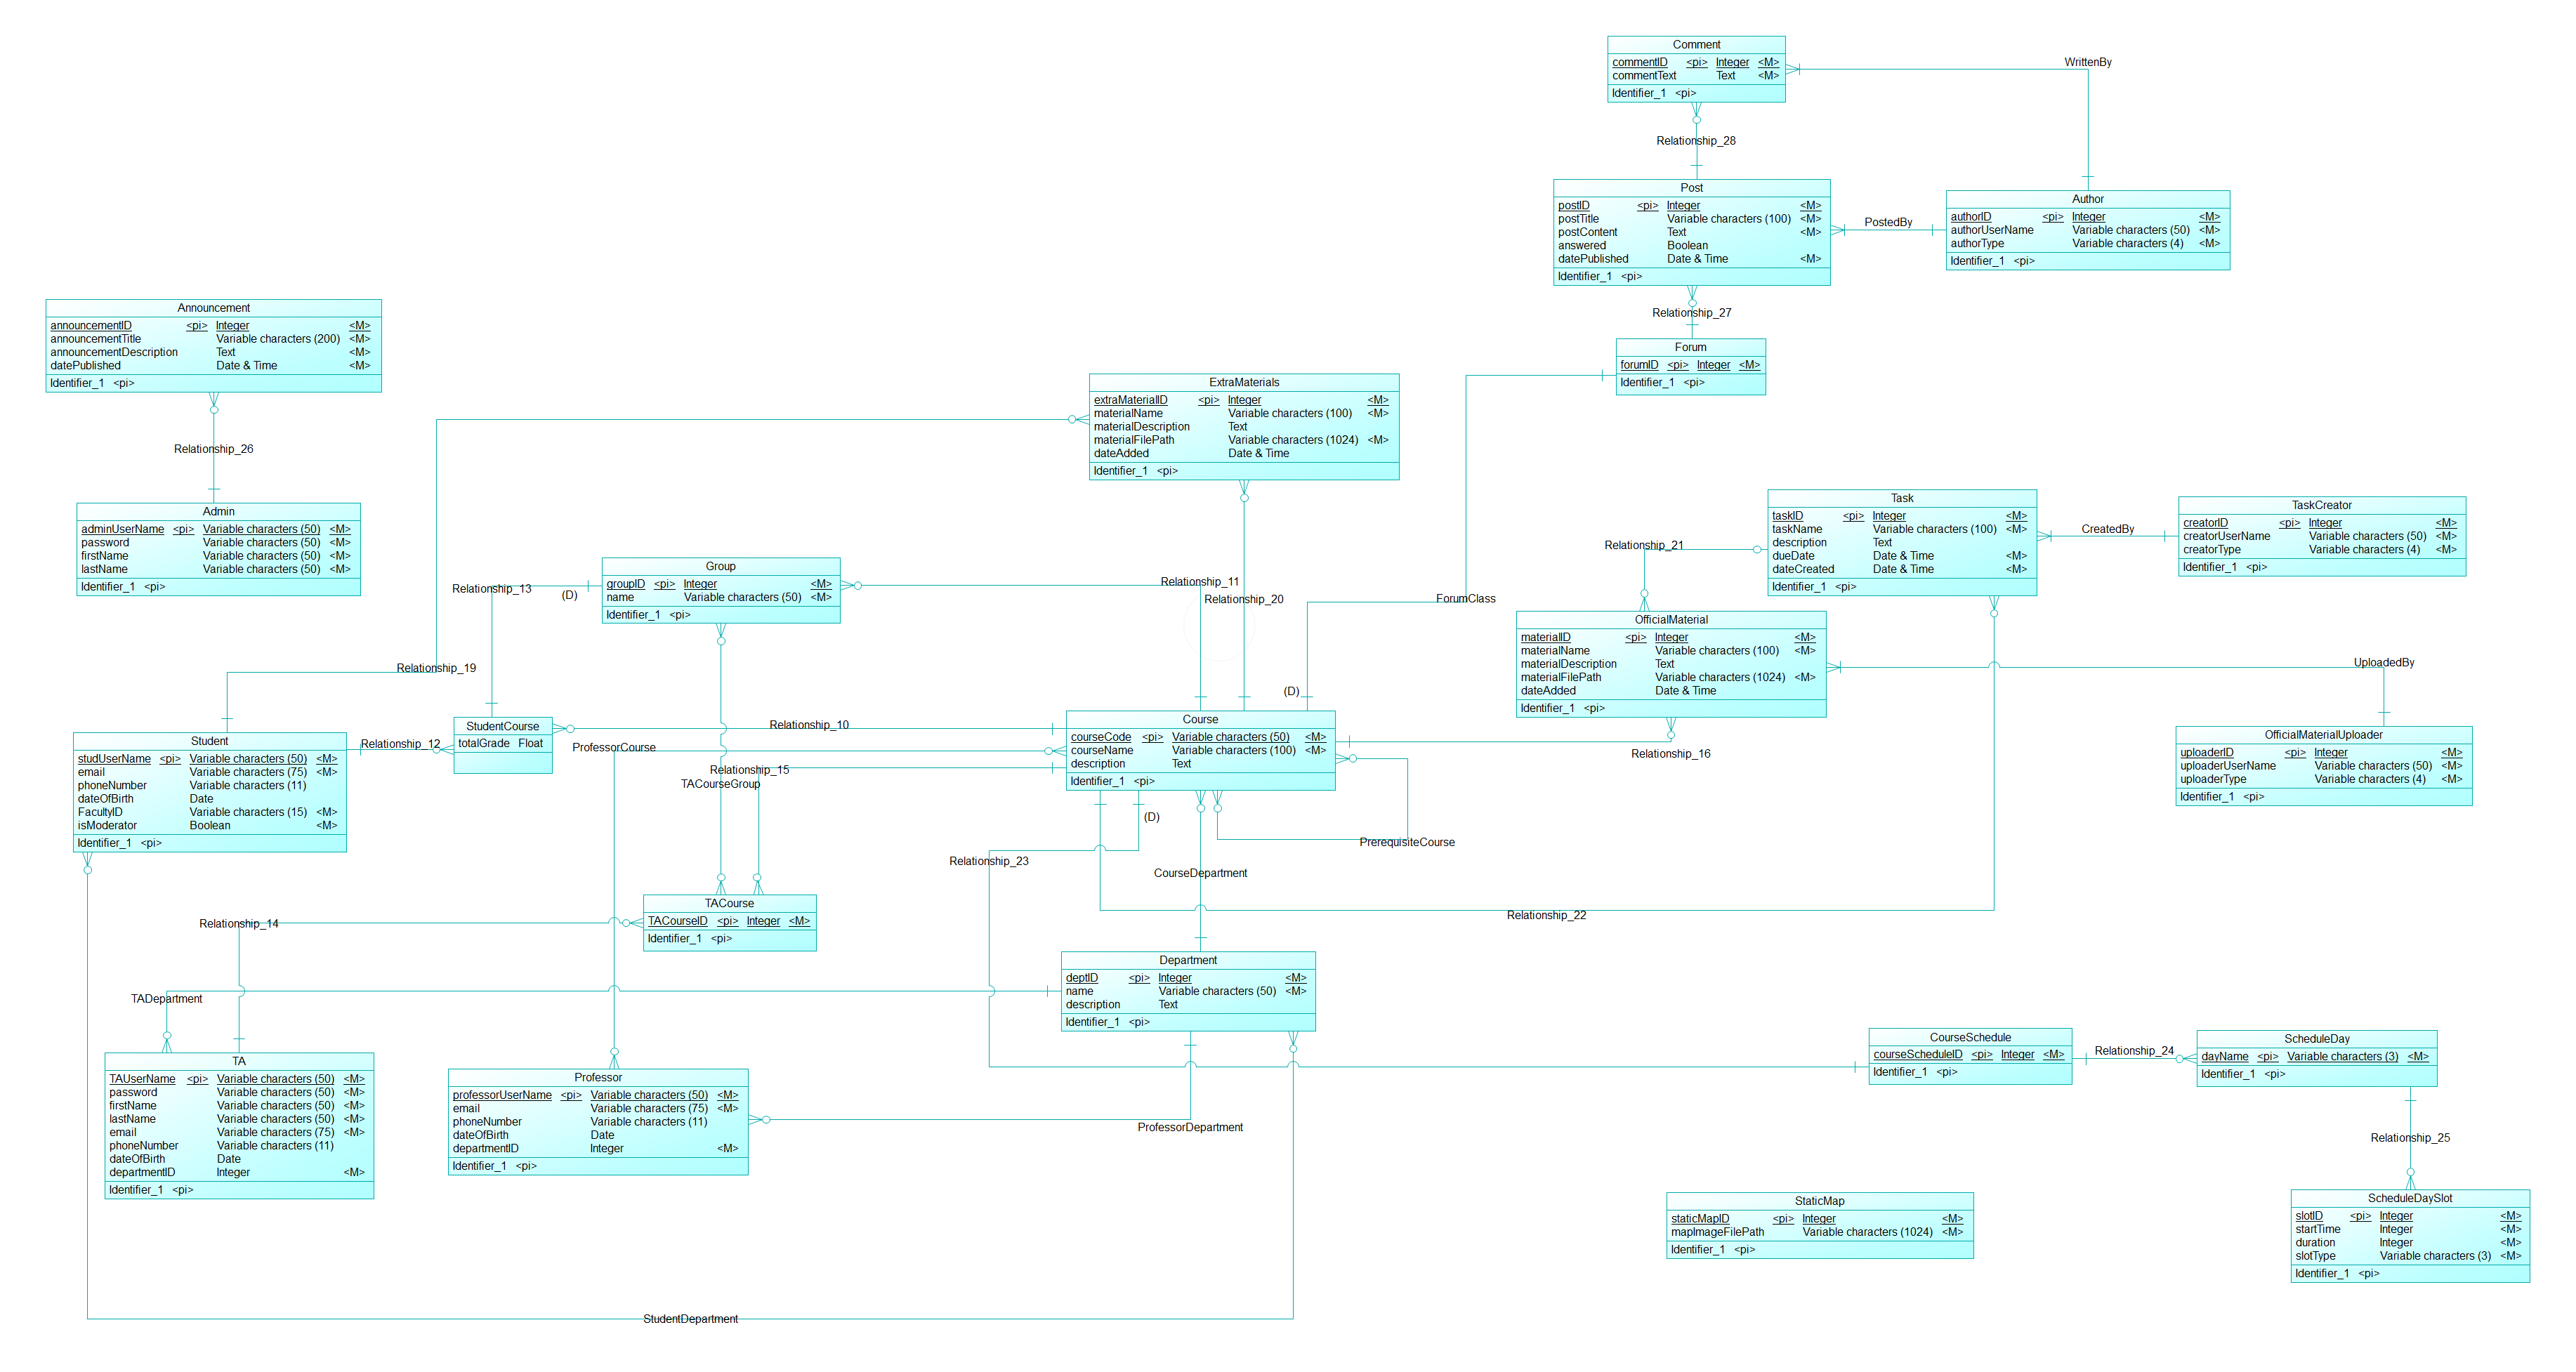 Comment
commentID <pi> Integer <M>
commentText Text <M>
Identifier_1 <pi>
WrittenBy
Relationship_28
Post
postID <pi> Integer <M>
postTitle Variable characters (100) <M>
postContent Text <M>
answered Boolean
datePublished Date & Time <M>
Identifier_1 <pi>
PostedBy
Author
authorID <pi> Integer <M>
authorUserName Variable characters (50) <M>
authorType Variable characters (4) <M>
Identifier_1 <pi>
Relationship_27
Forum
forumID <pi> Integer <M>
Identifier_1 <pi>
Announcement
announcementID <pi> Integer <M>
announcementTitle Variable characters (200) <M>
announcementDescription Text <M>
datePublished Date & Time <M>
Identifier_1 <pi>
Relationship_26
Admin
adminUserName <pi> Variable characters (50) <M>
password Variable characters (50) <M>
firstName Variable characters (50) <M>
lastName Variable characters (50) <M>
Identifier_1 <pi>
ExtraMaterials
extraMaterialID <pi> Integer <M>
materialName Variable characters (100) <M>
materialDescription Text
materialFilePath Variable characters (1024) <M>
dateAdded Date & Time
Identifier_1 <pi>
Task
taskID <pi> Integer <M>
taskName Variable characters (100) <M>
description Text
dueDate Date & Time <M>
dateCreated Date & Time <M>
Identifier_1 <pi>
CreatedBy
TaskCreator
creatorID <pi> Integer <M>
creatorUserName Variable characters (50) <M>
creatorType Variable characters (4) <M>
Identifier_1 <pi>
Relationship_21
Relationship_13
(D)
Group
groupID <pi> Integer <M>
name Variable characters (50) <M>
Identifier_1 <pi>
Relationship_11
Relationship_20
ForumClass
OfficialMaterial
materialID <pi> Integer <M>
materialName Variable characters (100) <M>
materialDescription Text
materialFilePath Variable characters (1024) <M>
dateAdded Date & Time
Identifier_1 <pi>
UploadedBy
Relationship_19
(D)
Student
studUserName <pi> Variable characters (50) <M>
email Variable characters (75) <M>
phoneNumber Variable characters (11)
dateOfBirth Date
FacultyID Variable characters (15) <M>
isModerator Boolean <M>
Identifier_1 <pi>
Relationship_12
StudentCourse
totalGrade Float
Relationship_10
ProfessorCourse
Relationship_15
TACourseGroup
Course
courseCode <pi> Variable characters (50) <M>
courseName Variable characters (100) <M>
description Text
Identifier_1 <pi>
Relationship_16
OfficialMaterialUploader
uploaderID <pi> Integer <M>
uploaderUserName Variable characters (50) <M>
uploaderType Variable characters (4) <M>
Identifier_1 <pi>
(D)
PrerequisiteCourse
Relationship_23
CourseDepartment
Relationship_22
TACourse
TACourseID <pi> Integer <M>
Identifier_1 <pi>
Relationship_14
Department
deptID <pi> Integer <M>
name Variable characters (50) <M>
description Text
Identifier_1 <pi>
TADepartment
TA
TAUserName <pi> Variable characters (50) <M>
password Variable characters (50) <M>
firstName Variable characters (50) <M>
lastName Variable characters (50) <M>
email Variable characters (75) <M>
phoneNumber Variable characters (11)
dateOfBirth Date
departmentID Integer <M>
Identifier_1 <pi>
Professor
professorUserName <pi> Variable characters (50) <M>
email Variable characters (75) <M>
phoneNumber Variable characters (11)
dateOfBirth Date
departmentID Integer <M>
Identifier_1 <pi>
ProfessorDepartment
CourseSchedule
courseScheduleID <pi> Integer <M>
Identifier_1 <pi>
Relationship_24
ScheduleDay
dayName <pi> Variable characters (3) <M>
Identifier_1 <pi>
Relationship_25
StaticMap
staticMapID <pi> Integer <M>
mapImageFilePath Variable characters (1024) <M>
Identifier_1 <pi>
ScheduleDaySlot
slotID <pi> Integer <M>
startTime Integer <M>
duration Integer <M>
slotType Variable characters (3) <M>
Identifier_1 <pi>
StudentDepartment